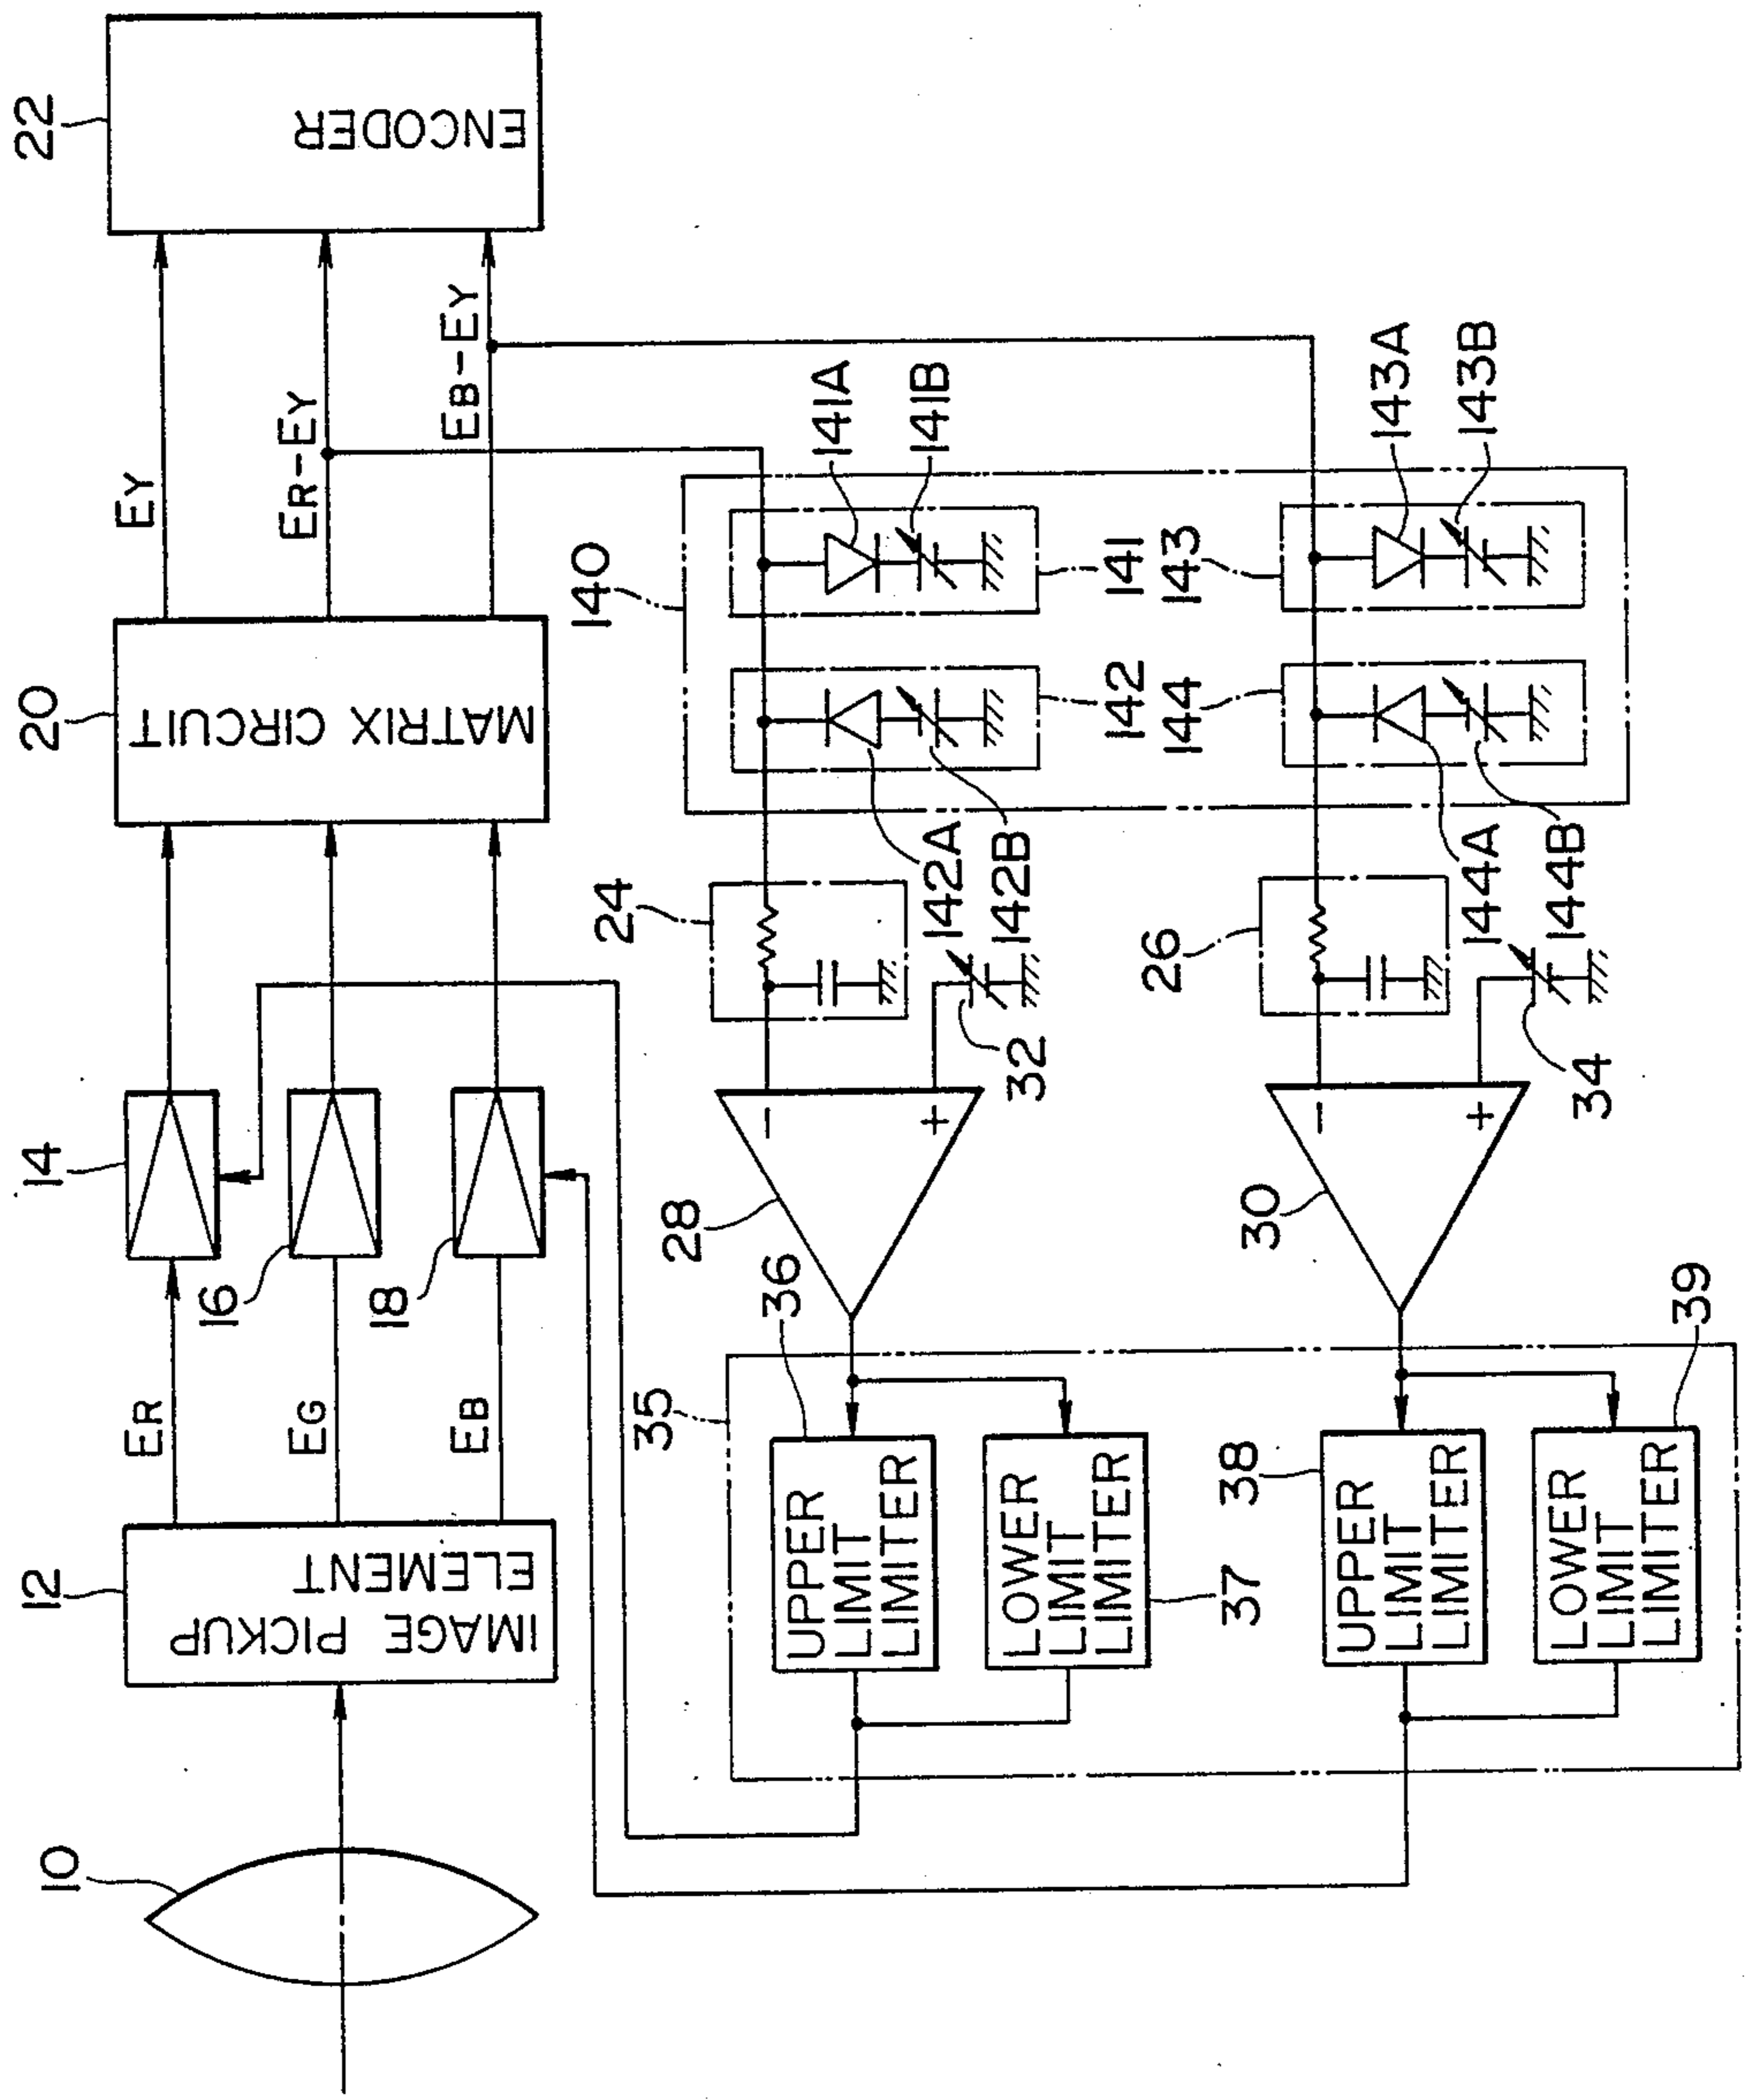 10
12
IMAGE PICKUP
ELEMENT
ER
EG
EB
14
16
18
20
MATRIX CIRCUIT
EY
ER-EY
EB-EY
22
ENCODER
35
36
UPPER
LIMIT
LIMITER
LOWER
LIMIT
LIMITER
37
28
−
+
32
24
142A
142B
140
142
141
141A
141B
38
UPPER
LIMIT
LIMITER
LOWER
LIMIT
LIMITER
39
30
−
+
34
26
144A
144B
144
143
143A
143B